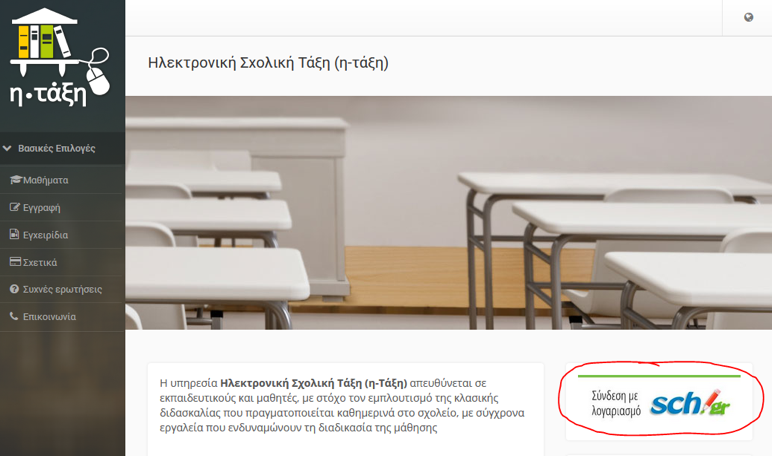 η·τάξη
Βασικές Επιλογές
Μαθήματα
Εγγραφή
Εγχειρίδια
Σχετικά
Συχνές ερωτήσεις
Επικοινωνία
Ηλεκτρονική Σχολική Τάξη (η-τάξη)
Η υπηρεσία Ηλεκτρονική Σχολική Τάξη (η-Τάξη) απευθύνεται σε
εκπαιδευτικούς και μαθητές, με στόχο τον εμπλουτισμό της κλασικής
διδασκαλίας που πραγματοποιείται καθημερινά στο σχολείο, με σύγχρονα
εργαλεία που ενδυναμώνουν τη διαδικασία της μάθησης
Σύνδεση με
λογαριασμό
sch.gr